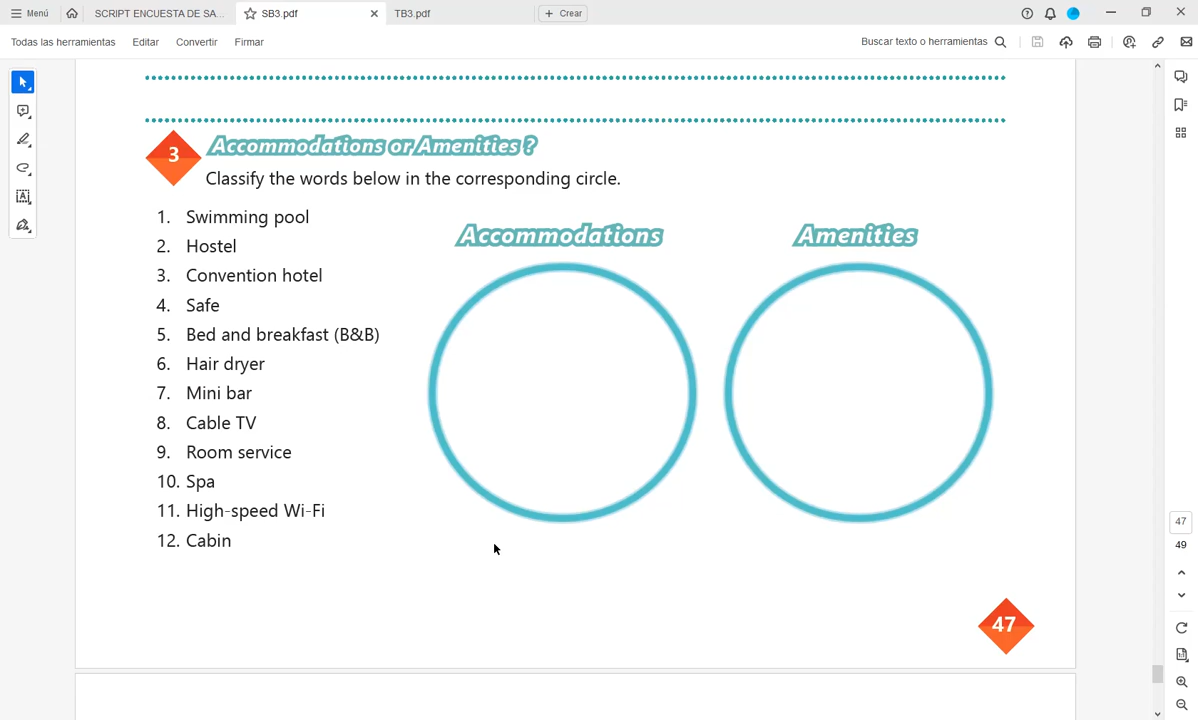 Menú
SCRIPT ENCUESTA DE SA...
SB3.pdf
TB3.pdf
Crear
Todas las herramientas
Editar
Convertir
Firmar
Buscar texto o herramientas
3
Accommodations or Amenities ?
Classify the words below in the corresponding circle.
1. Swimming pool
2. Hostel
3. Convention hotel
4. Safe
5. Bed and breakfast (B&B)
6. Hair dryer
7. Mini bar
8. Cable TV
9. Room service
10. Spa
11. High-speed Wi-Fi
12. Cabin
Accommodations
Amenities
47
47
49